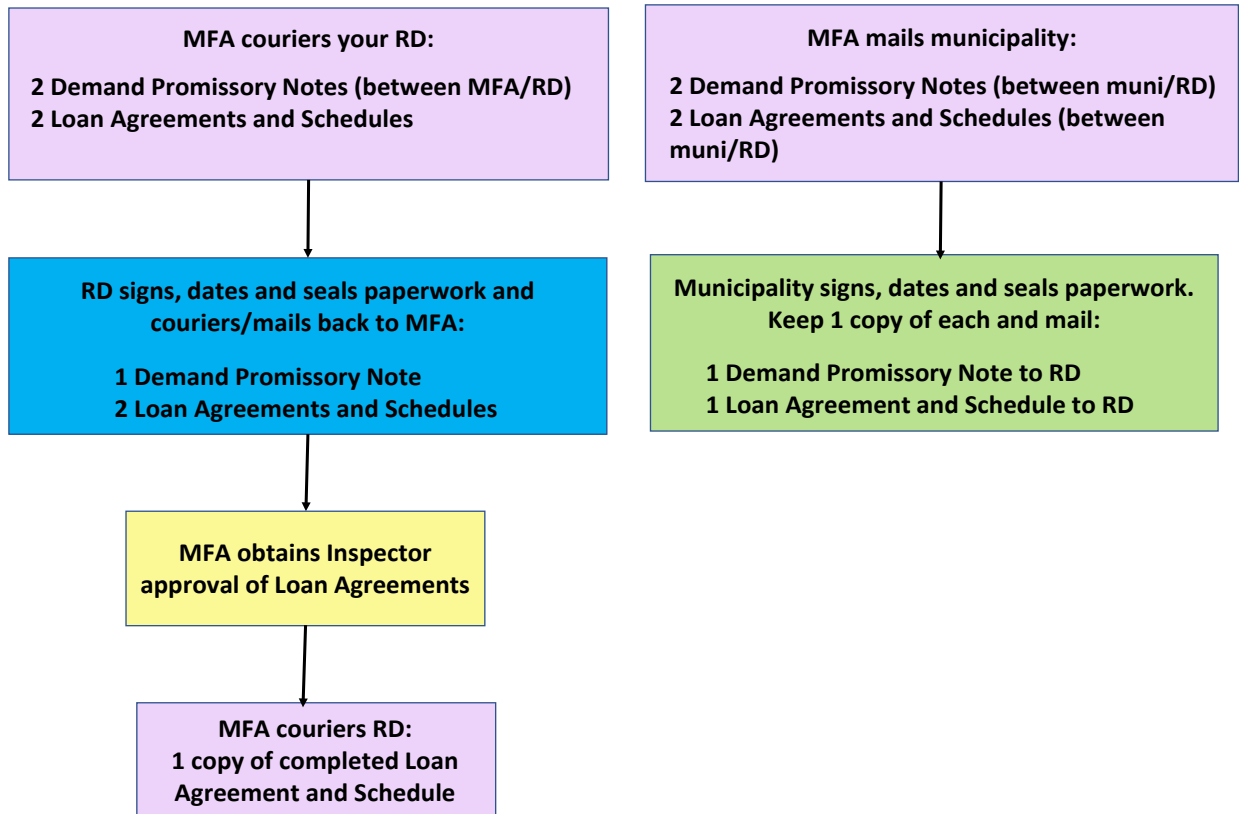 MFA couriers your RD:
2 Demand Promissory Notes (between MFA/RD)
2 Loan Agreements and Schedules
RD signs, dates and seals paperwork and
couriers/mails back to MFA:
1 Demand Promissory Note
2 Loan Agreements and Schedules
MFA obtains Inspector
approval of Loan Agreements
MFA couriers RD:
1 copy of completed Loan
Agreement and Schedule
MFA mails municipality:
2 Demand Promissory Notes (between muni/RD)
2 Loan Agreements and Schedules (between
muni/RD)
Municipality signs, dates and seals paperwork.
Keep 1 copy of each and mail:
1 Demand Promissory Note to RD
1 Loan Agreement and Schedule to RD